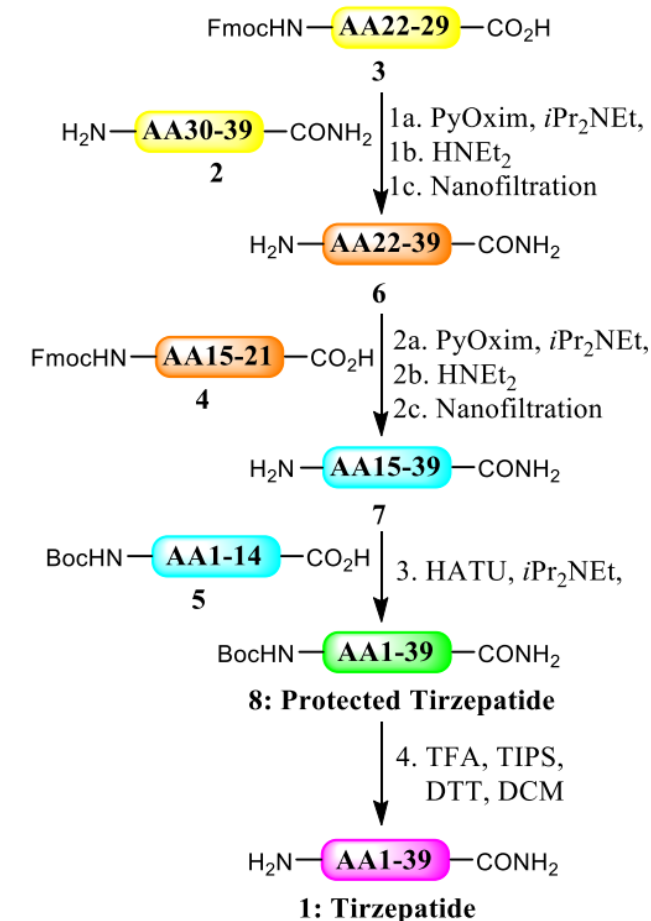 FmocHN AA22-29 CO₂H
3
H₂N AA30-39 CONH₂
2
1a. PyOxim, iPr₂NEt,
1b. HNEt₂
1c. Nanofiltration
H₂N AA22-39 CONH₂
6
FmocHN AA15-21 CO₂H
4
2a. PyOxim, iPr₂NEt,
2b. HNEt₂
2c. Nanofiltration
H₂N AA15-39 CONH₂
7
BocHN AA1-14 CO₂H
5
3. HATU, iPr₂NEt,
BocHN AA1-39 CONH₂
8: Protected Tirzepatide
4. TFA, TIPS,
DTT, DCM
H₂N AA1-39 CONH₂
1: Tirzepatide